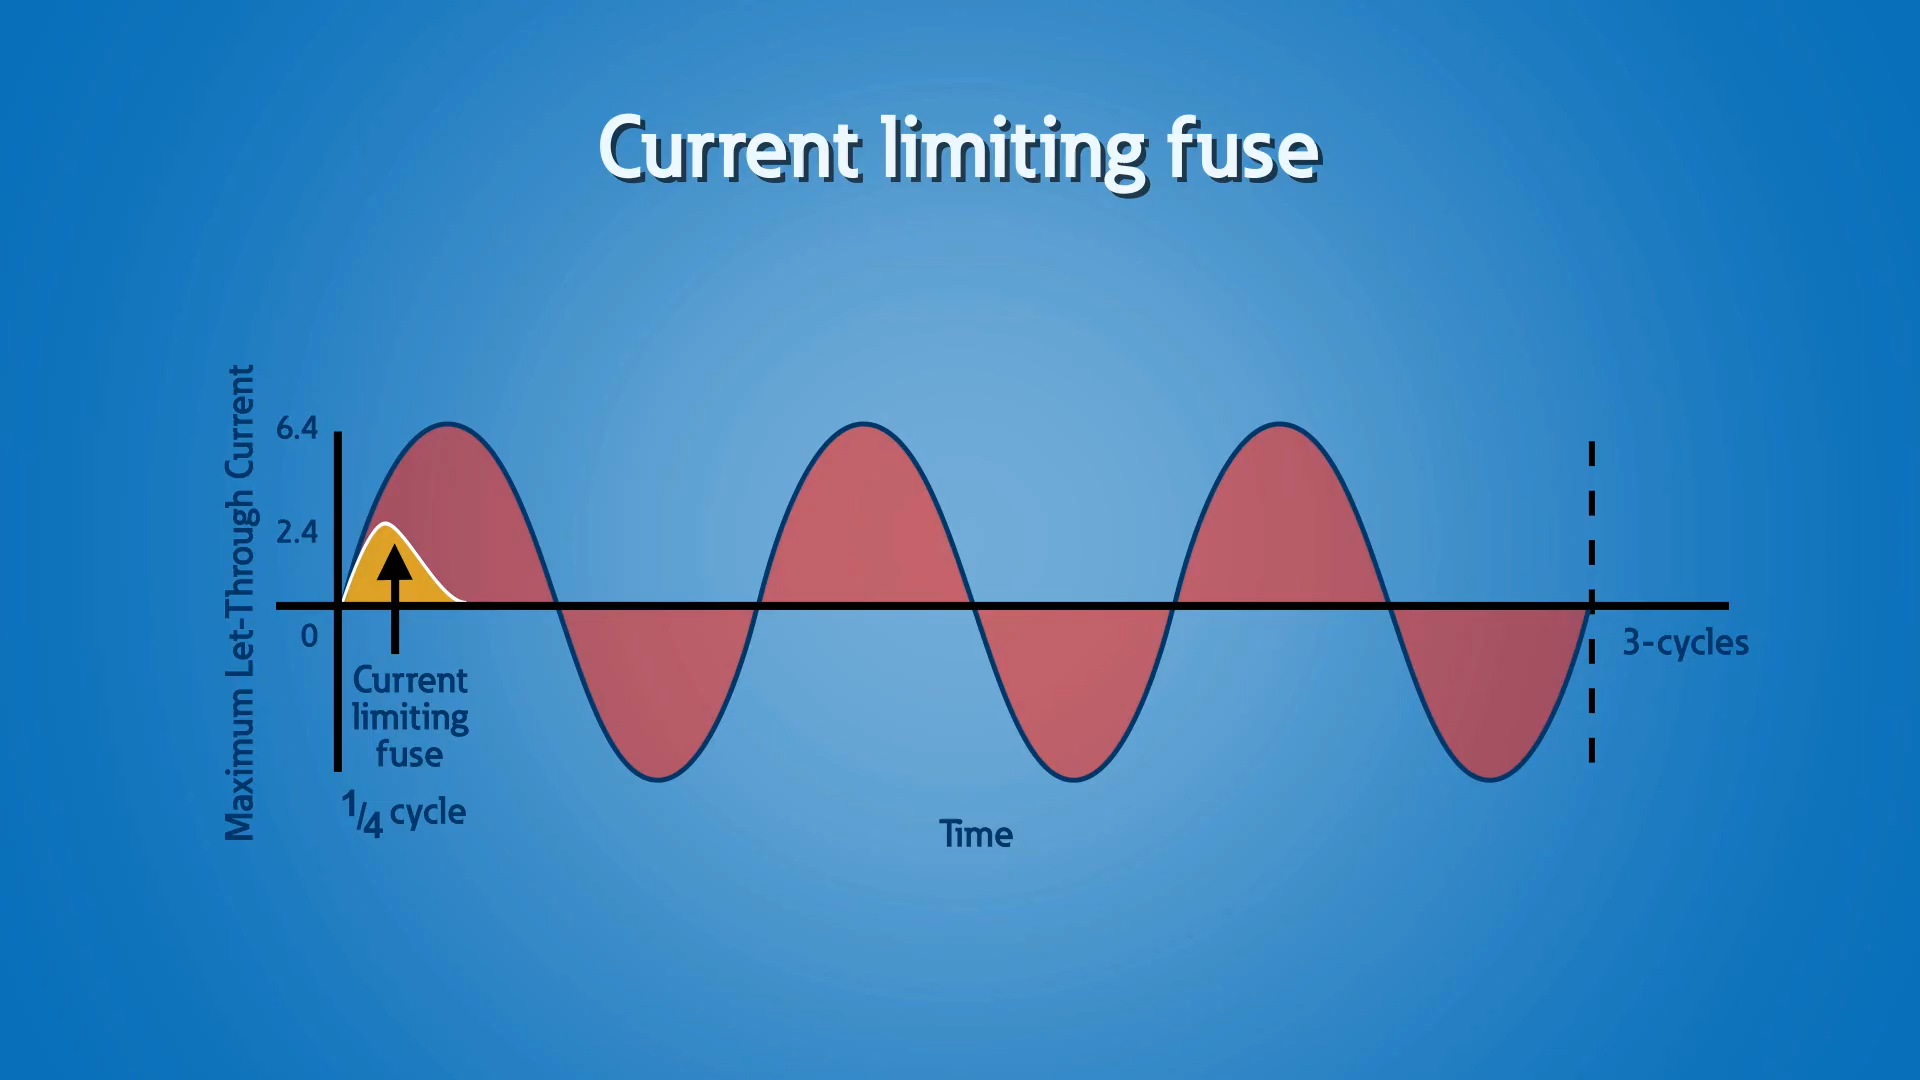 Current limiting fuse
Maximum Let-Through Current
6.4
2.4
0
Current
limiting
fuse
1/4 cycle
Time
3-cycles